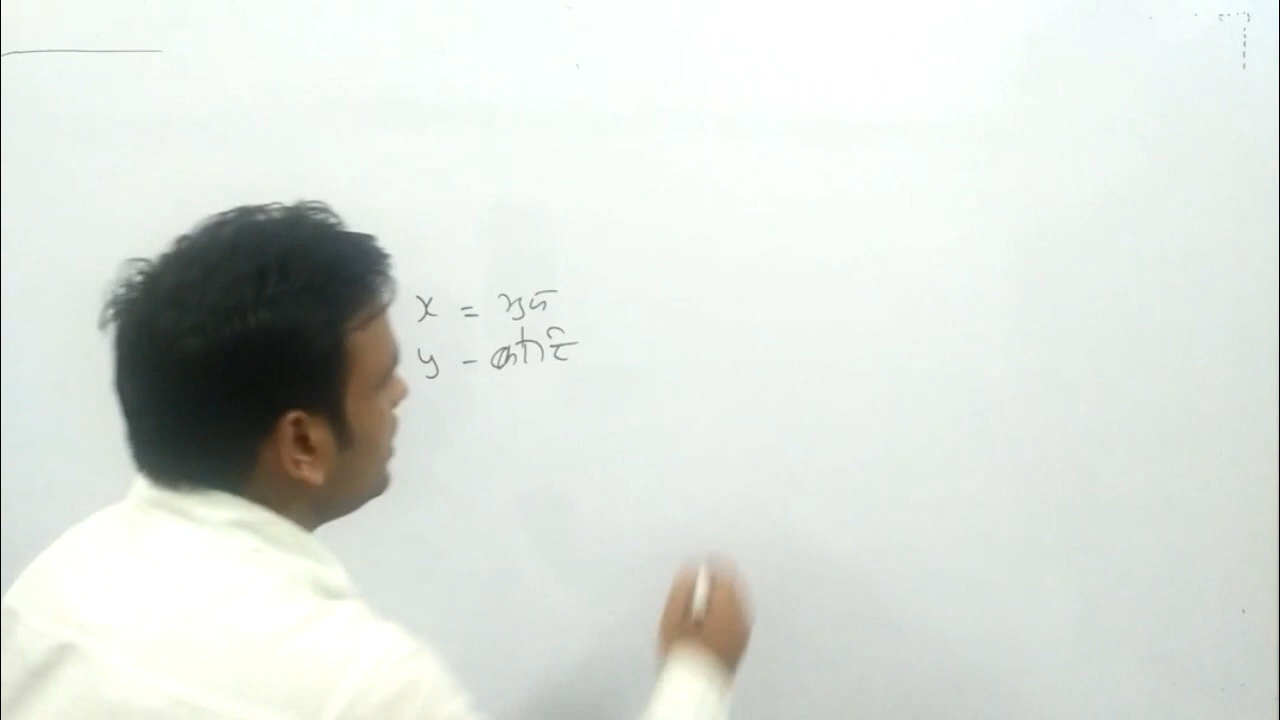 x = भुज
y - कोटि